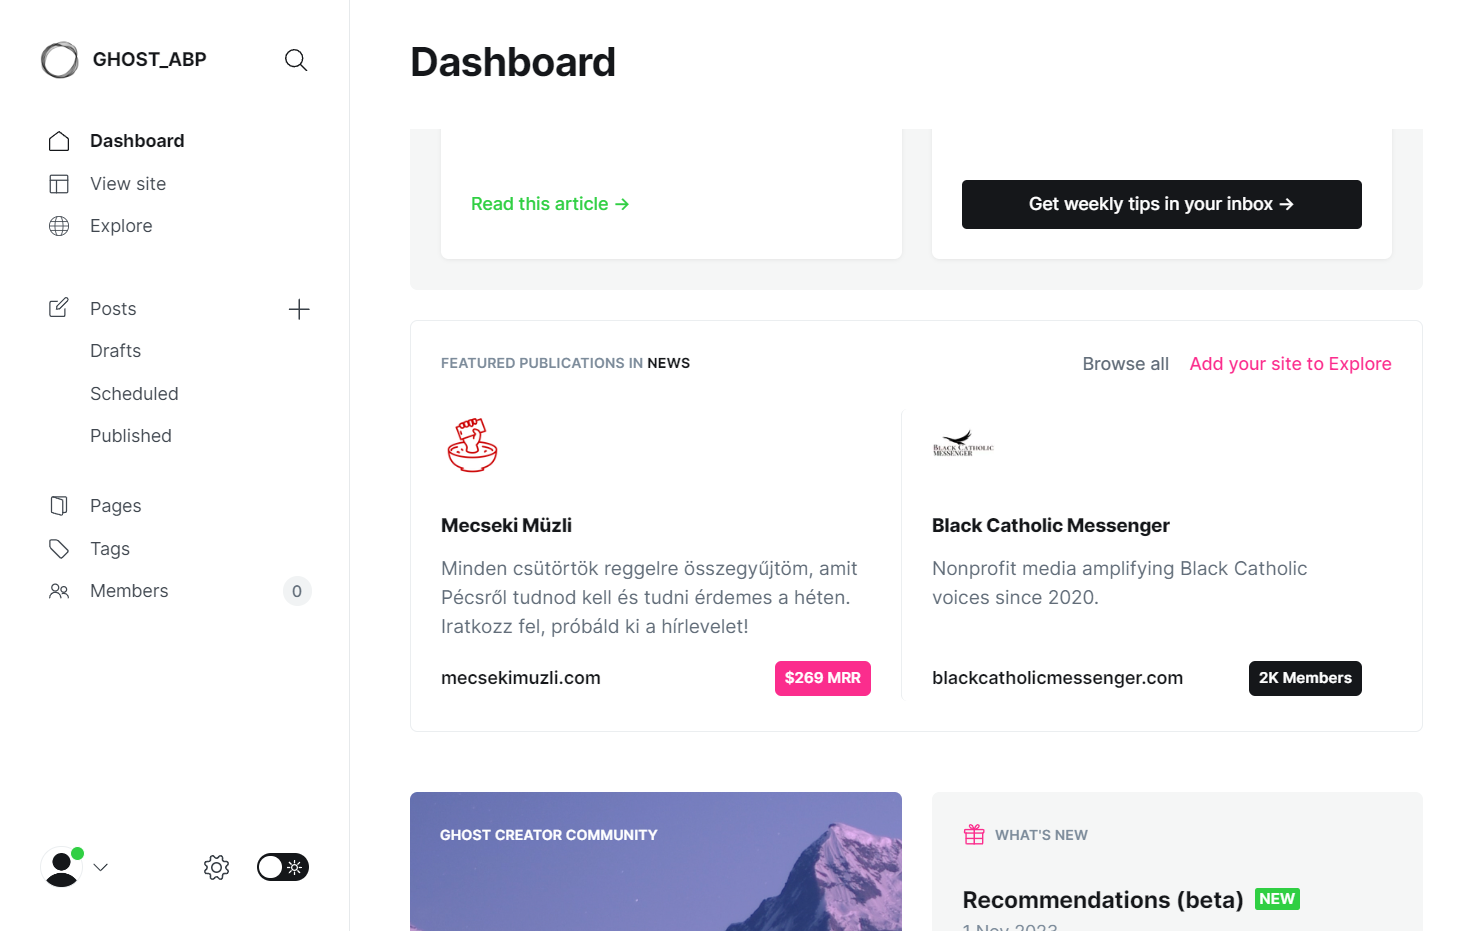 GHOST_ABP
Dashboard
View site
Explore
Posts
Drafts
Scheduled
Published
Pages
Tags
Members
0
Dashboard
Read this article →
Get weekly tips in your inbox →
FEATURED PUBLICATIONS IN NEWS
Browse all
Add your site to Explore
Mecseki Müzli
Minden csütörtök reggelre összegyűjtöm, amit
Pécsről tudnod kell és tudni érdemes a héten.
Iratkozz fel, próbáld ki a hírlevelet!
mecsekimuzli.com
$269 MRR
BLACK CATHOLIC
MESSENGER
Black Catholic Messenger
Nonprofit media amplifying Black Catholic
voices since 2020.
blackcatholicmessenger.com
2K Members
GHOST CREATOR COMMUNITY
WHAT'S NEW
Recommendations (beta)
NEW
1 Nov 2023